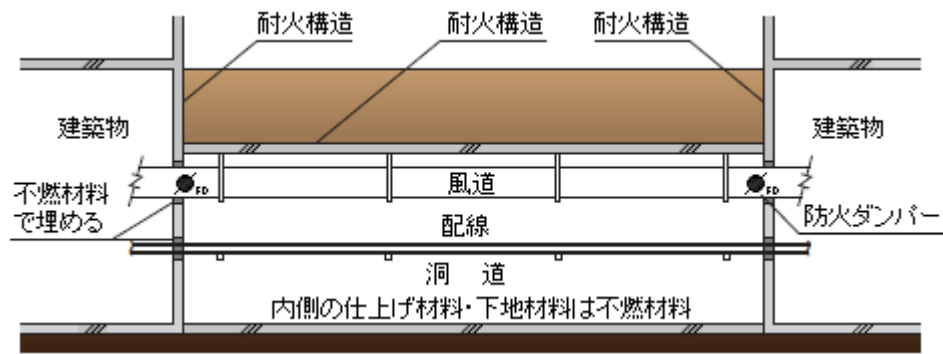 耐火構造
耐火構造
耐火構造
建築物
建築物
FD
風道
FD
不燃材料
で埋める
防火ダンパー
配線
洞 道
内側の仕上げ材料・下地材料は不燃材料